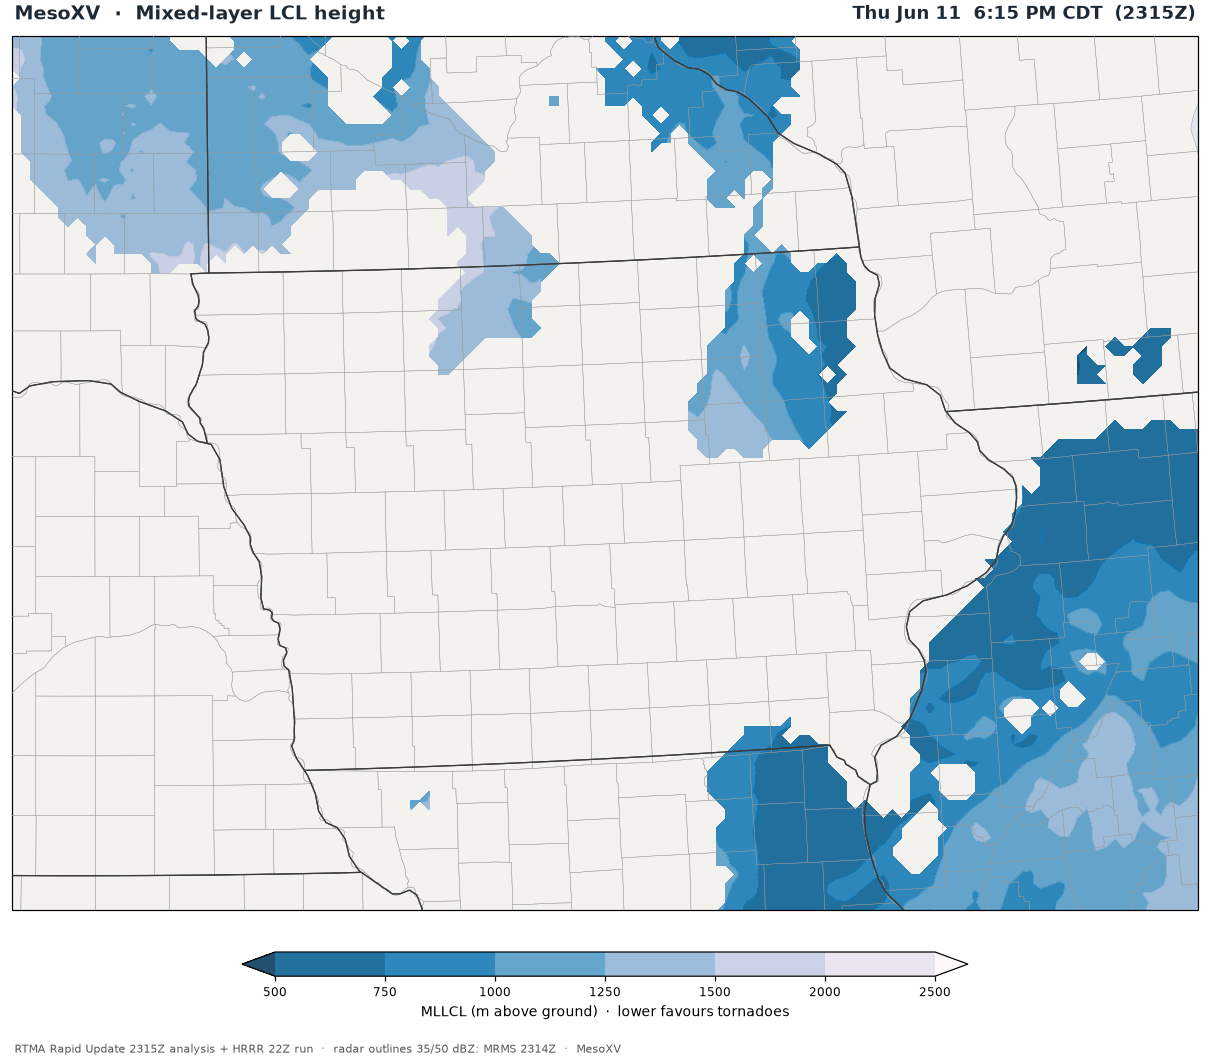 MesoXV · Mixed-layer LCL height
Thu Jun 11 6:15 PM CDT (2315Z)
500 750 1000 1250 1500 2000 2500
MLLCL (m above ground) · lower favours tornadoes
RTMA Rapid Update 2315Z analysis + HRRR 22Z run · radar outlines 35/50 dBZ: MRMS 2314Z · MesoXV